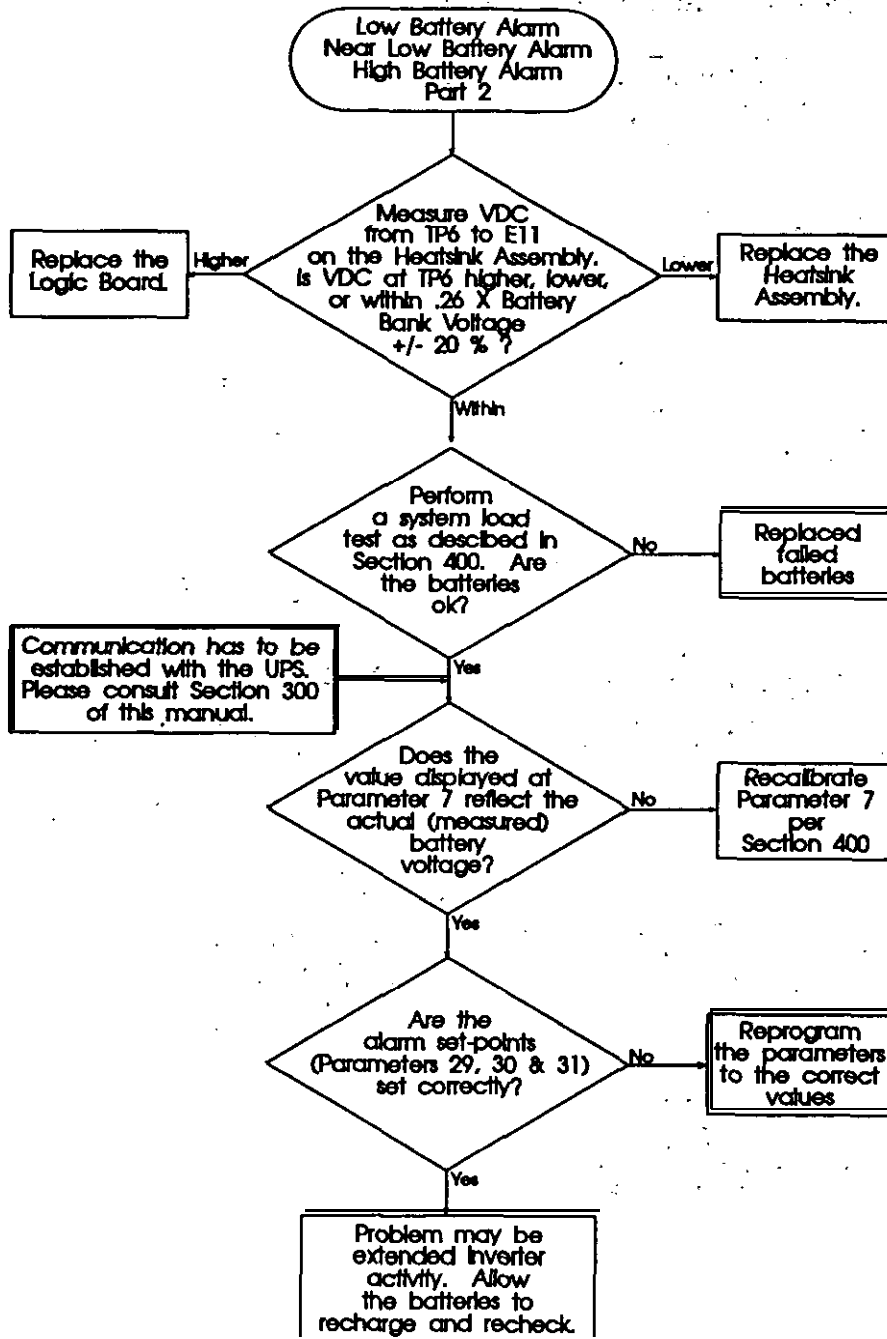 Low Battery Alarm
Near Low Battery Alarm
High Battery Alarm
Part 2
Measure VDC
from TP6 to E11
on the Heatsink Assembly.
Is VDC at TP6 higher, lower,
or within .26 X Battery
Bank Voltage
+/- 20 % ?
Higher
Replace the
Logic Board.
Lower
Replace the
Heatsink
Assembly.
Within
Perform
a system load
test as descibed in
Section 400. Are
the batteries
ok?
No
Replaced
failed
batteries
Yes
Communication has to be
established with the UPS.
Please consult Section 300
of this manual.
Does the
value displayed at
Parameter 7 reflect the
actual (measured)
battery
voltage?
No
Recalibrate
Parameter 7
per
Section 400
Yes
Are the
alarm set-points
(Parameters 29, 30 & 31)
set correctly?
No
Reprogram
the parameters
to the correct
values
Yes
Problem may be
extended inverter
activity. Allow
the batteries to
recharge and recheck.